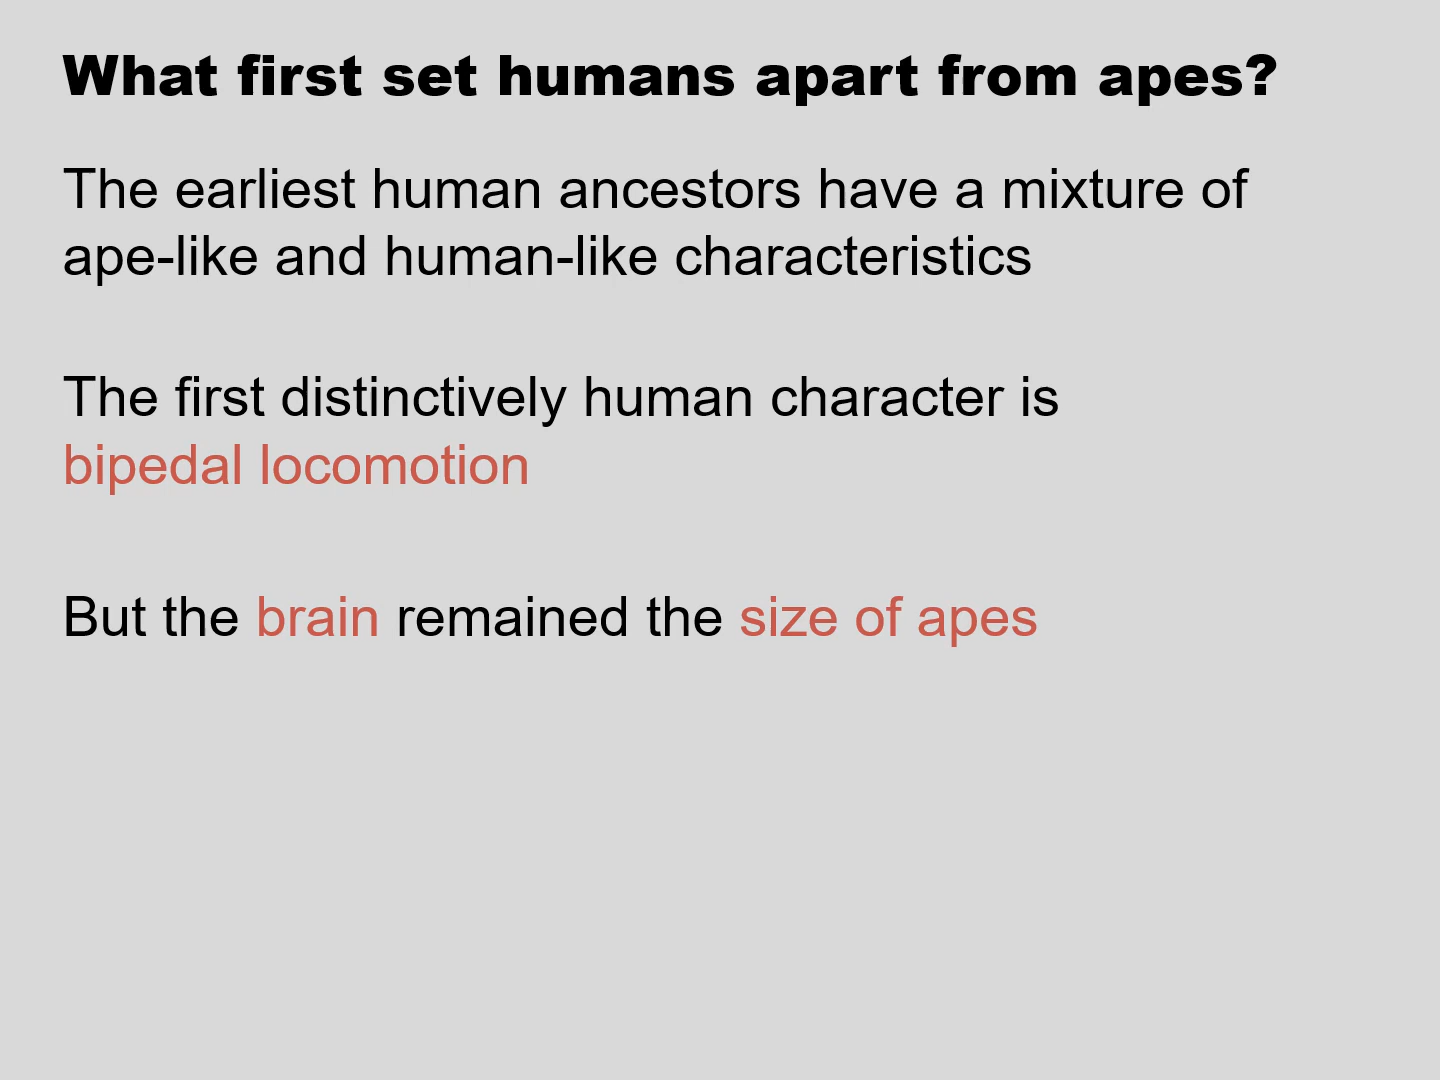 What first set humans apart from apes?
The earliest human ancestors have a mixture of
ape-like and human-like characteristics
The first distinctively human character is
bipedal locomotion
But the brain remained the size of apes